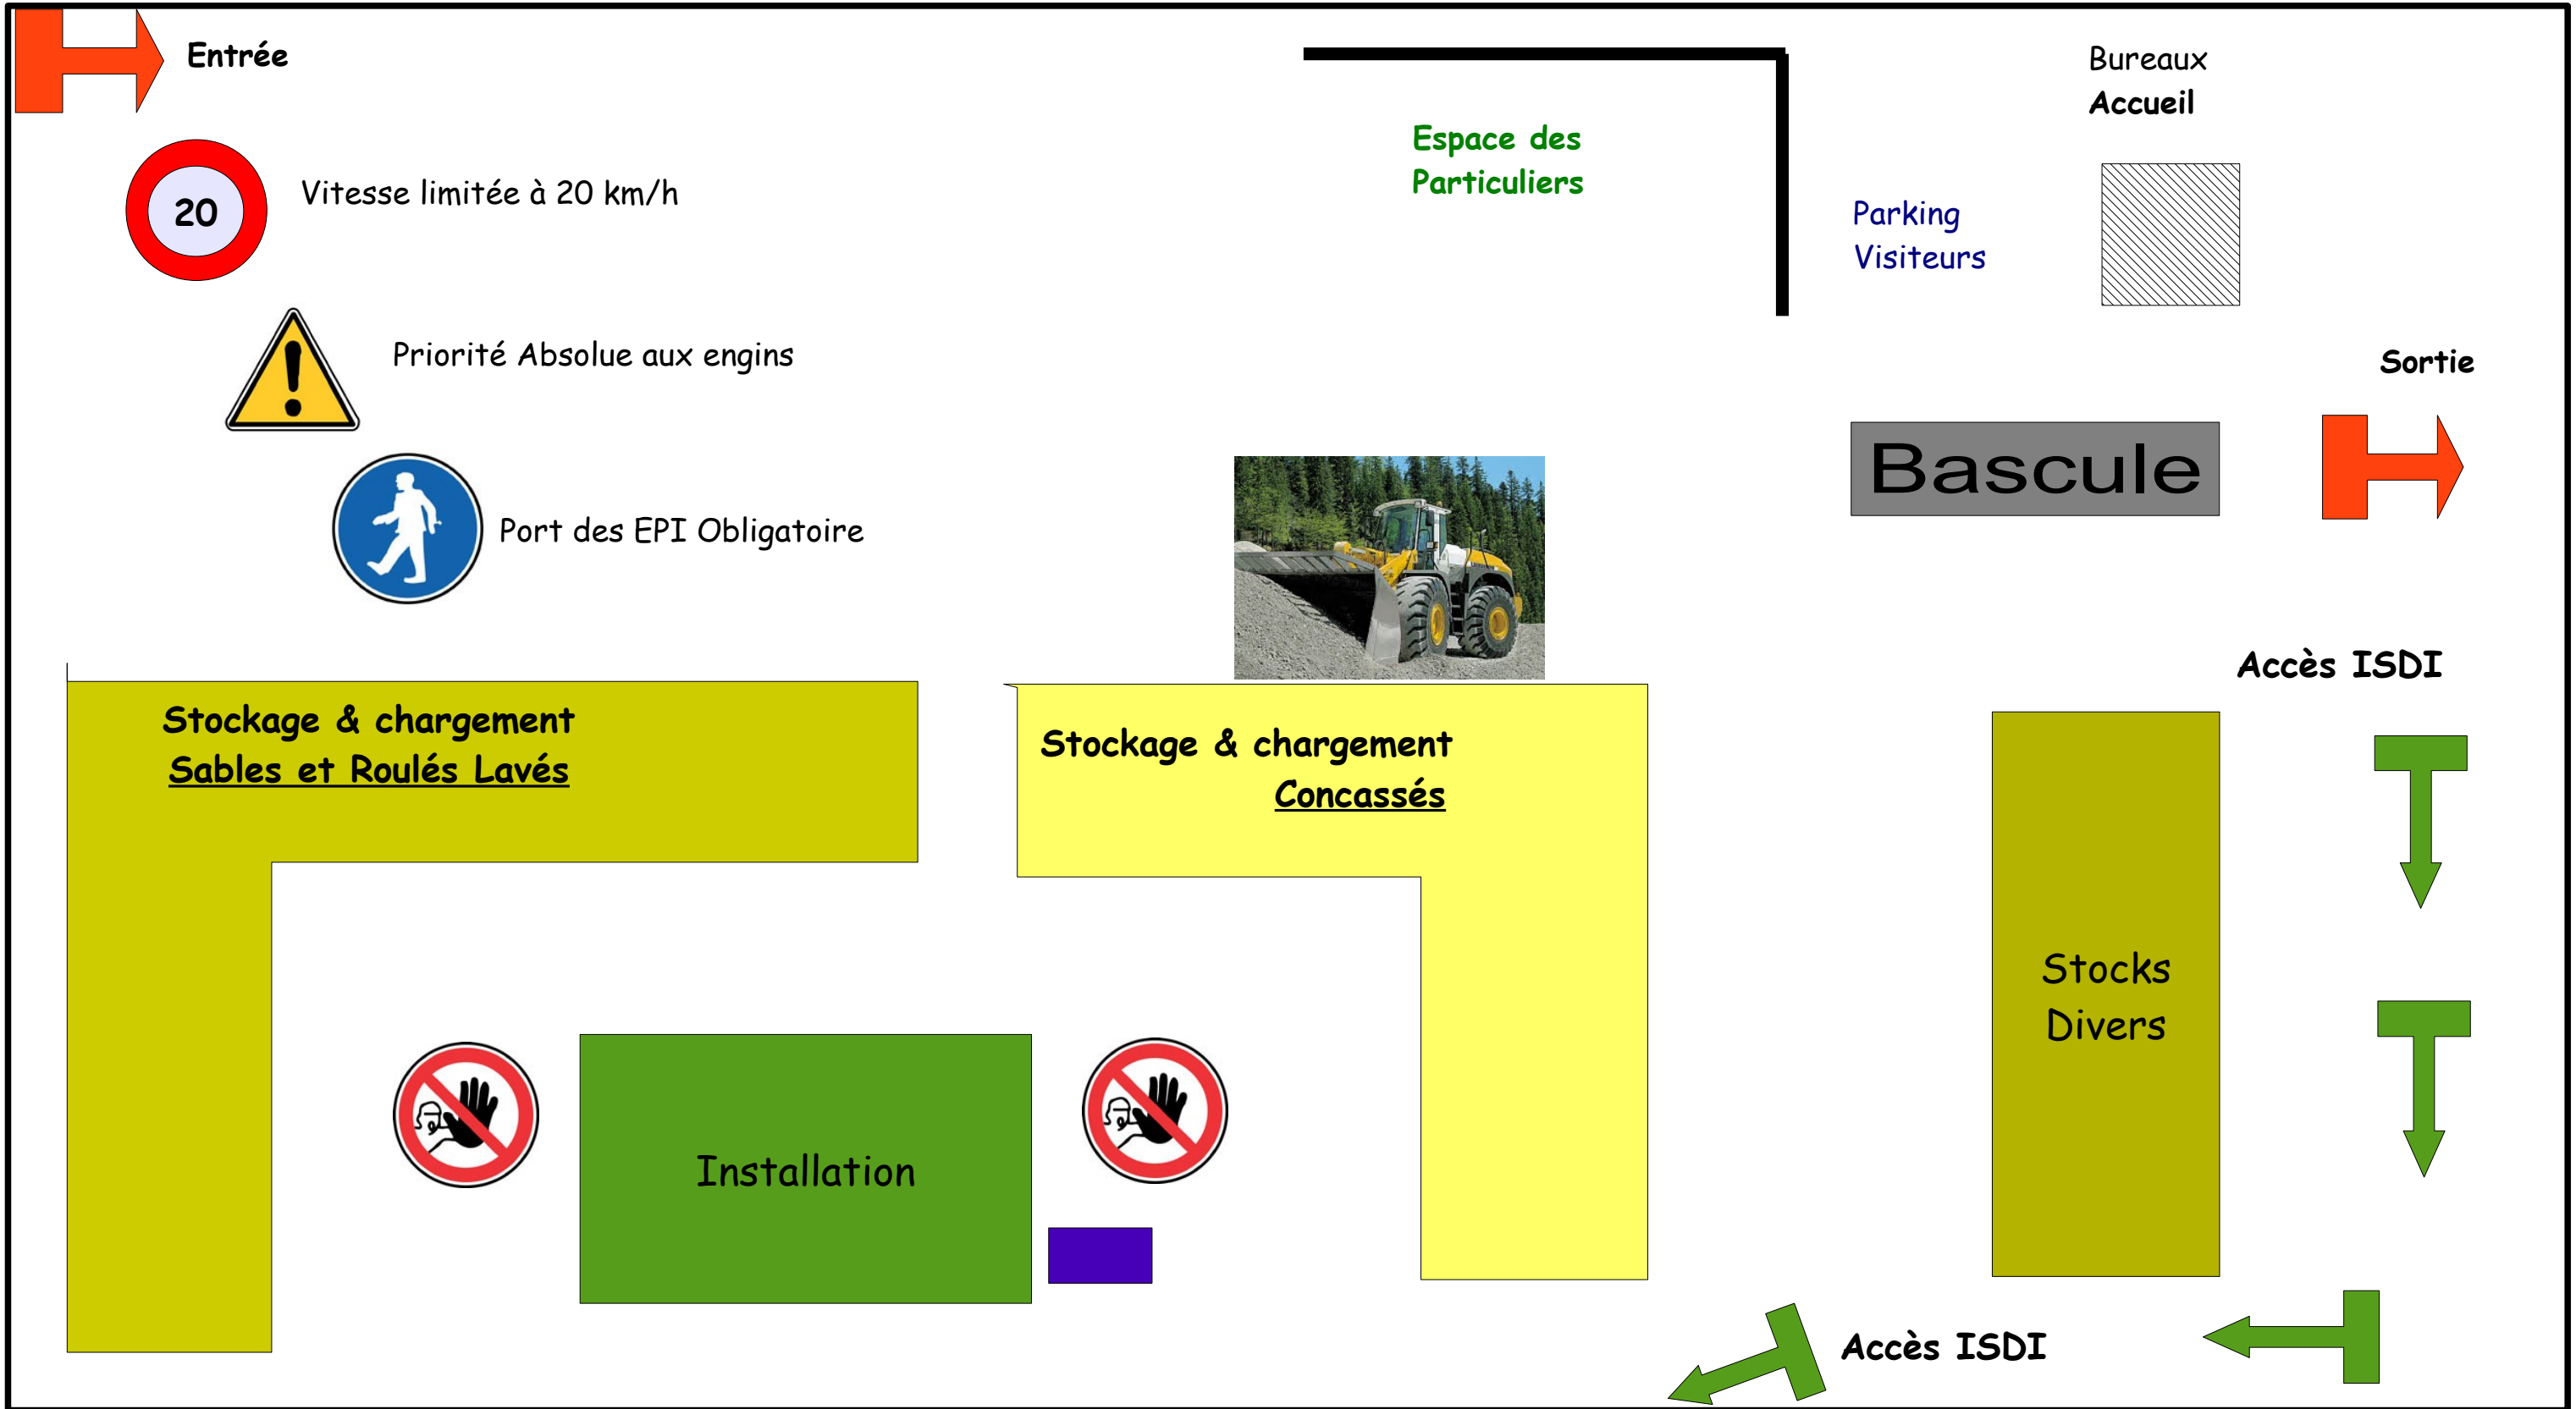 Entrée
Bureaux
Accueil
Espace des
Particuliers
20
Vitesse limitée à 20 km/h
Parking
Visiteurs
Priorité Absolue aux engins
Sortie
Bascule
Port des EPI Obligatoire
Accès ISDI
Stockage & chargement
Sables et Roulés Lavés
Stockage & chargement
Concassés
Stocks
Divers
Installation
Accès ISDI